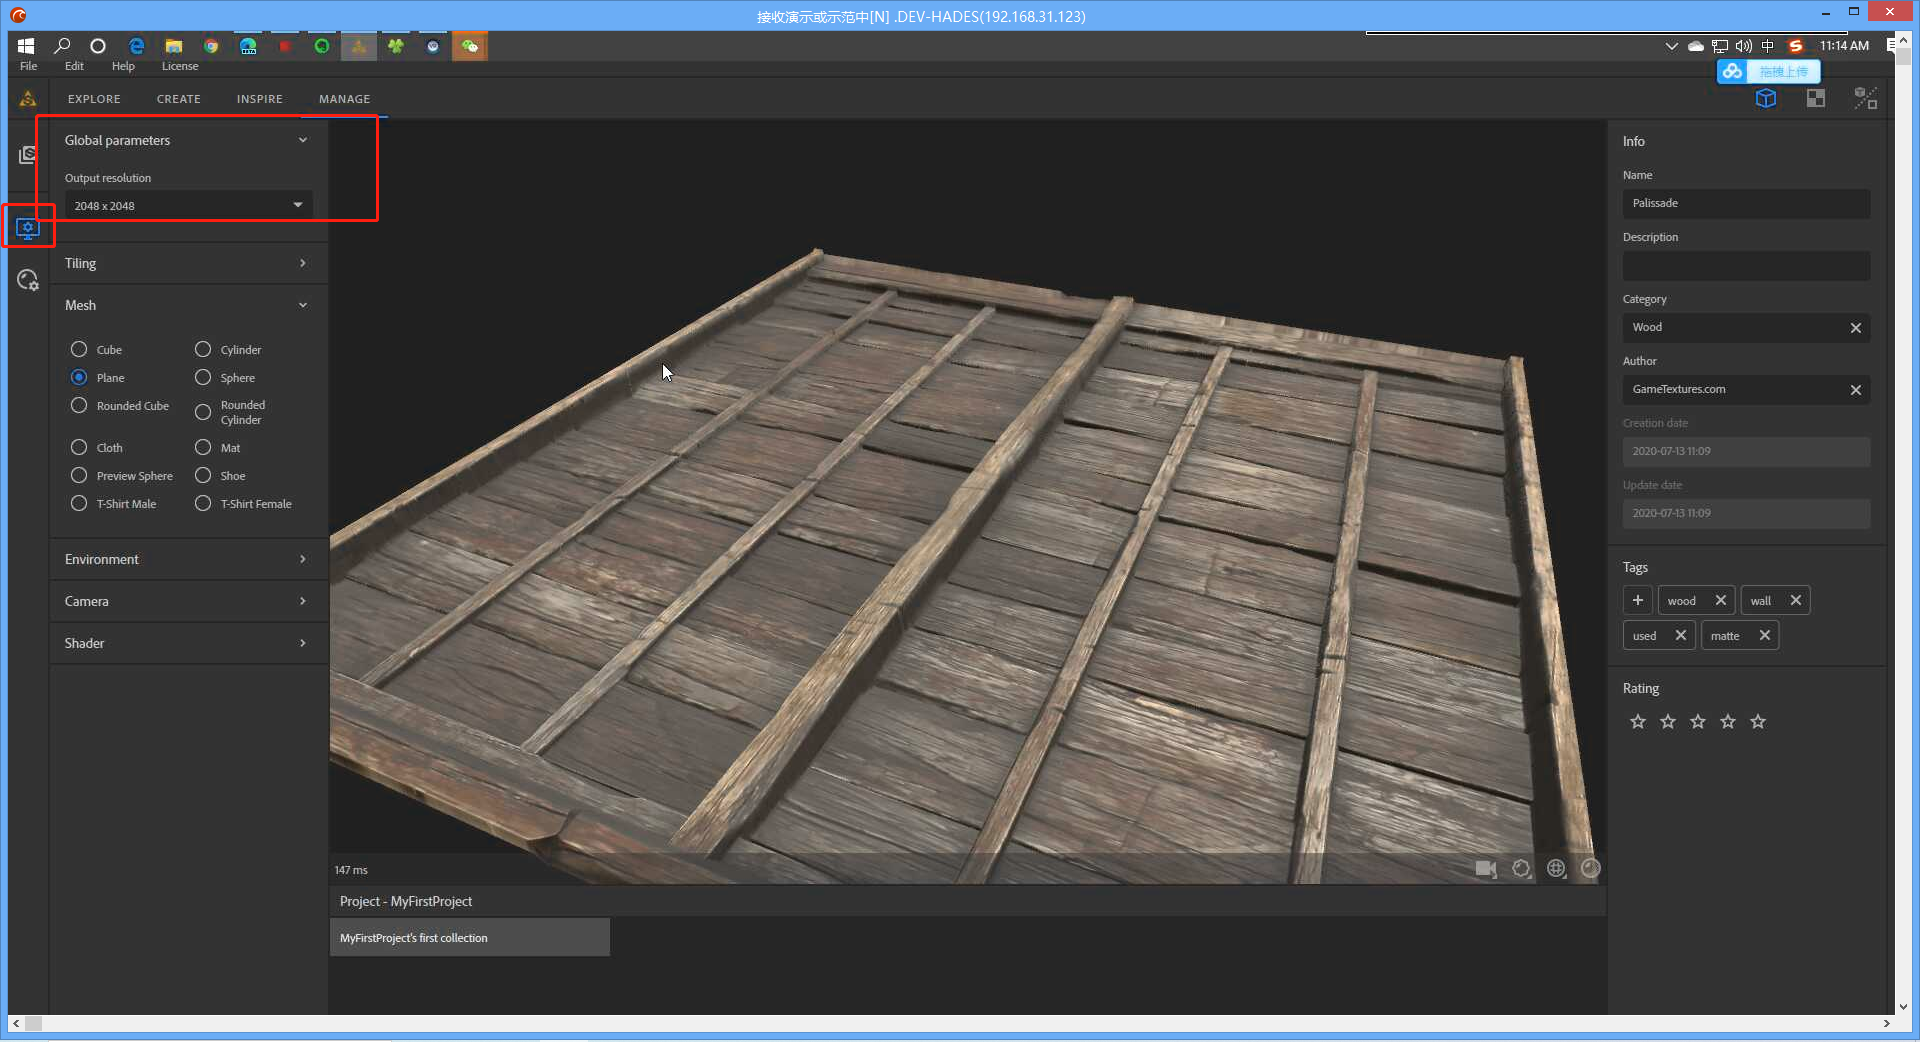 接收演示或示范中[N] .DEV-HADES(192.168.31.123)
中
11:14 AM
File Edit Help License
拖拽上传
EXPLORE CREATE INSPIRE MANAGE
Global parameters
Output resolution
2048 x 2048
Tiling
Mesh
Cube Cylinder
Plane Sphere
Rounded Cube Rounded Cylinder
Cloth Mat
Preview Sphere Shoe
T-Shirt Male T-Shirt Female
Environment
Camera
Shader
147 ms
Project - MyFirstProject
MyFirstProject's first collection
Info
Name
Palissade
Description
Category
Wood
Author
GameTextures.com
Creation date
2020-07-13 11:09
Update date
2020-07-13 11:09
Tags
wood wall
used matte
Rating